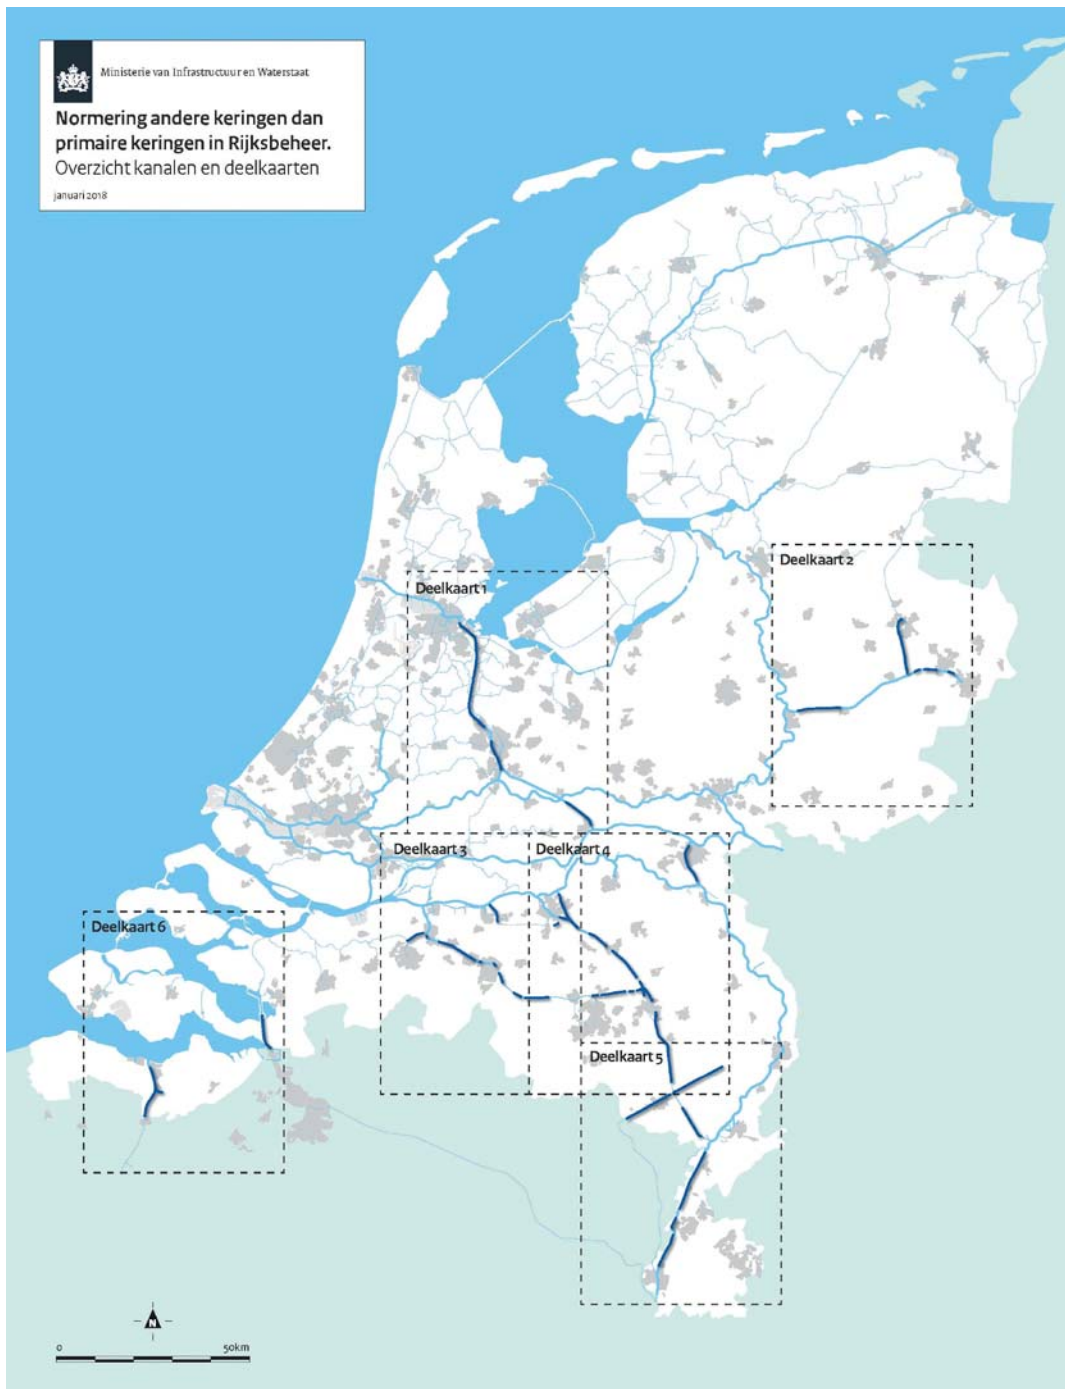 Ministerie van Infrastructuur en Waterstaat
Normering andere keringen dan
primaire keringen in Rijksbeheer.
Overzicht kanalen en deelkaarten
januari 2018
Deelkaart 2
Deelkaart 1
Deelkaart 3
Deelkaart 4
Deelkaart 6
Deelkaart 5
N
0
50km